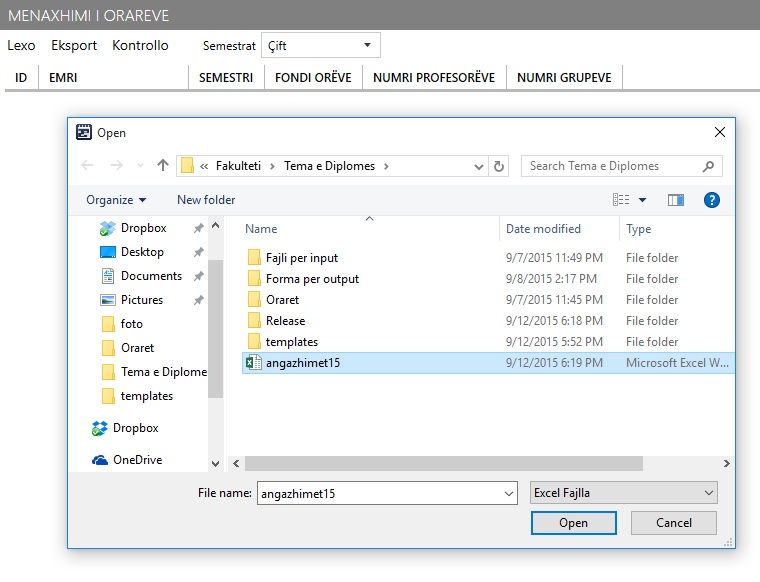 MENAXHIMI I ORAREVE
Lexo Eksport Kontrollo Semestrat Çift
ID EMRI SEMESTRI FONDI ORËVE NUMRI PROFESORËVE NUMRI GRUPEVE
Open
« Fakulteti › Tema e Diplomes › Search Tema e Diplomes
Organize New folder
Name Date modified Type
Dropbox
Desktop
Documents
Pictures
foto
Oraret
Tema e Diplome
templates
Dropbox
OneDrive
Fajli per input 9/7/2015 11:49 PM File folder
Forma per output 9/8/2015 2:17 PM File folder
Oraret 9/7/2015 11:45 PM File folder
Release 9/12/2015 6:18 PM File folder
templates 9/12/2015 5:52 PM File folder
angazhimet15 9/12/2015 6:19 PM Microsoft Excel W...
File name: angazhimet15 Excel Fajlla
Open Cancel